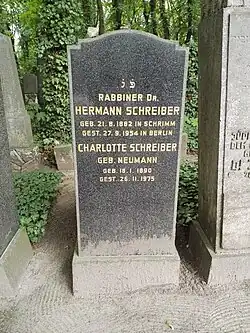 RABBINER DR.
HERMANN SCHREIBER
GEB. 21. 8. 1882 IN SCHRIMM
GEST. 27. 9. 1954 IN BERLIN
CHARLOTTE SCHREIBER
GEB. NEUMANN
GEB. 18. 1. 1890
GEST. 26. 11. 1975